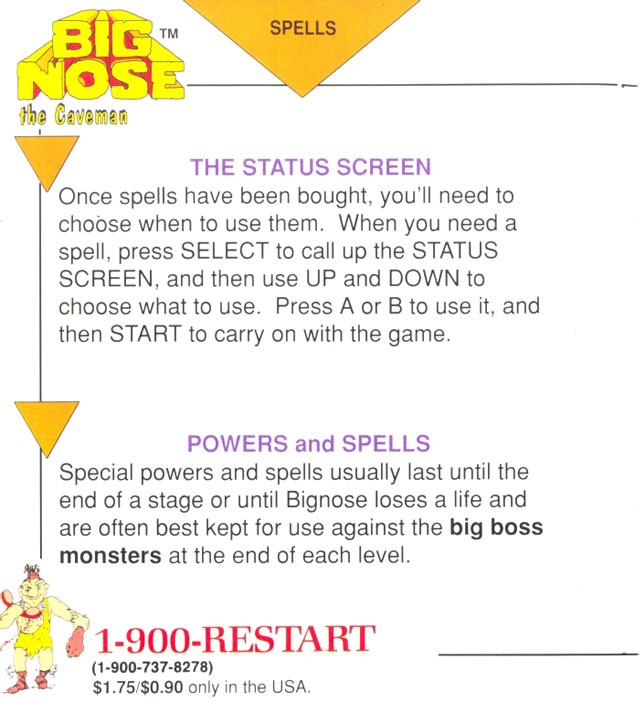 BIG ™
NOSE
the Caveman
SPELLS
THE STATUS SCREEN
Once spells have been bought, you'll need to
choose when to use them. When you need a
spell, press SELECT to call up the STATUS
SCREEN, and then use UP and DOWN to
choose what to use. Press A or B to use it, and
then START to carry on with the game.
POWERS and SPELLS
Special powers and spells usually last until the
end of a stage or until Bignose loses a life and
are often best kept for use against the big boss
monsters at the end of each level.
1-900-RESTART
(1-900-737-8278)
$1.75/$0.90 only in the USA.